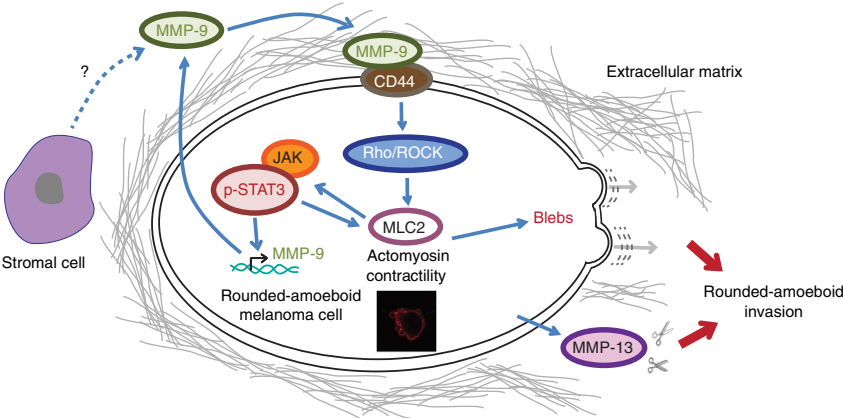 MMP-9
?
MMP-9
CD44
Extracellular matrix
JAK
Rho/ROCK
p-STAT3
MLC2
Blebs
MMP-9
Actomyosin
contractility
Stromal cell
Rounded-amoeboid
melanoma cell
Rounded-amoeboid
invasion
MMP-13